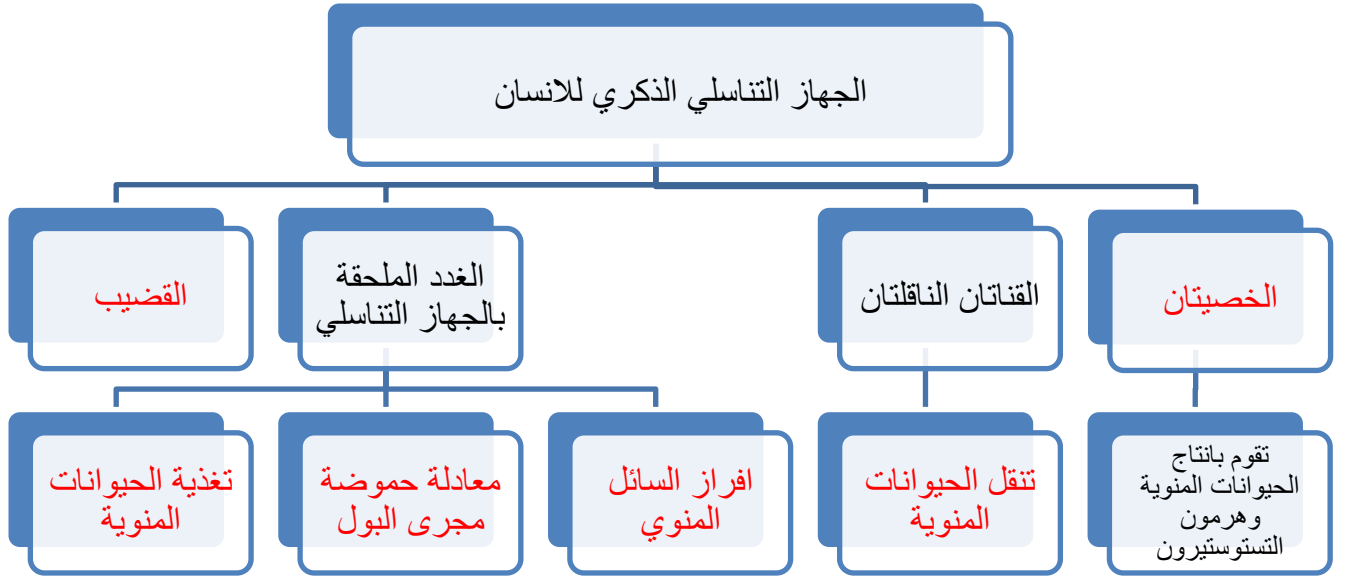 الجهاز التناسلي الذكري للانسان
الخصيتان
القناتان الناقلتان
الغدد الملحقة
بالجهاز التناسلي
القضيب
تقوم بانتاج
الحيوانات المنوية
وهرمون
التستوستيرون
تنقل الحيوانات
المنوية
افراز السائل
المنوي
معادلة حموضة
مجرى البول
تغذية الحيوانات
المنوية